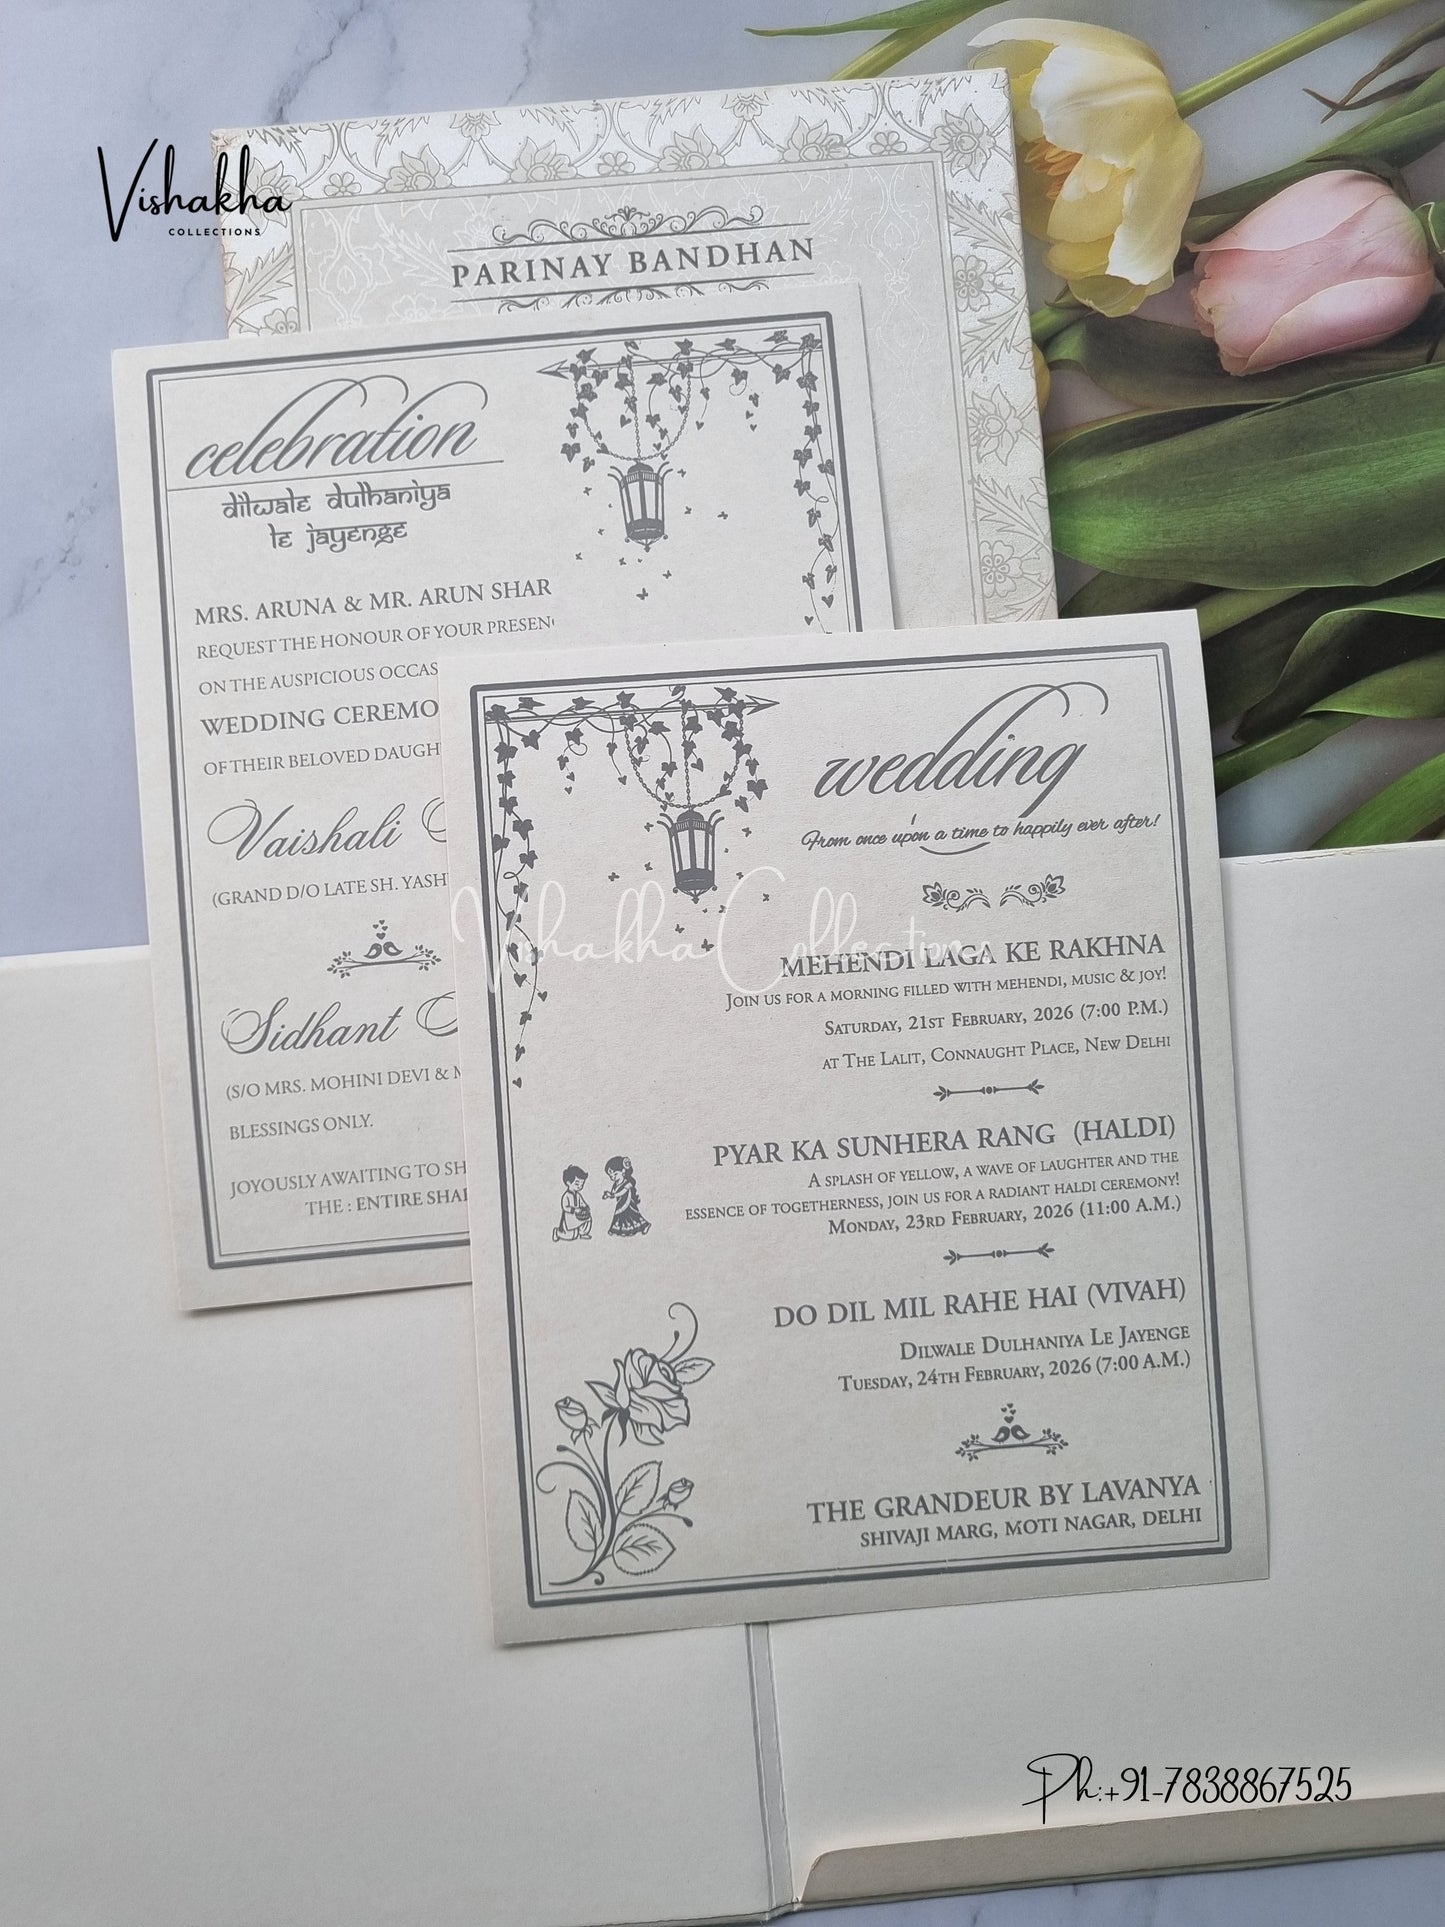 Vishakha
COLLECTIONS
PARINAY BANDHAN
celebration
dilwale dulhaniya
le jayenge
MRS. ARUNA & MR. ARUN SHAR
REQUEST THE HONOUR OF YOUR
ON THE AUSPICIOUS OCCAS
WEDDING CEREMO
OF THEIR BELOVED DAUGH
Vaishali
(GRAND D/O LATE SH. YASH
Sidhant
(S/O MRS. MOHINI DEVI &
BLESSINGS ONLY.
JOYOUSLY AWAITING TO SH
THE : ENTIRE SHA
wedding
From once upon a time to happily ever after!
Vishakha Collections
MEHENDI LAGA KE RAKHNA
JOIN US FOR A MORNING FILLED WITH MEHENDI, MUSIC & JOY!
SATURDAY, 21ST FEBRUARY, 2026 (7:00 P.M.)
AT THE LALIT, CONNAUGHT PLACE, NEW DELHI
PYAR KA SUNHERA RANG (HALDI)
A SPLASH OF YELLOW, A WAVE OF LAUGHTER AND THE
ESSENCE OF TOGETHERNESS, JOIN US FOR A RADIANT HALDI CEREMONY!
MONDAY, 23RD FEBRUARY, 2026 (11:00 A.M.)
DO DIL MIL RAHE HAI (VIVAH)
DILWALE DULHANIYA LE JAYENGE
TUESDAY, 24TH FEBRUARY, 2026 (7:00 A.M.)
THE GRANDEUR BY LAVANYA
SHIVAJI MARG, MOTI NAGAR, DELHI
Ph:+91-7838867525